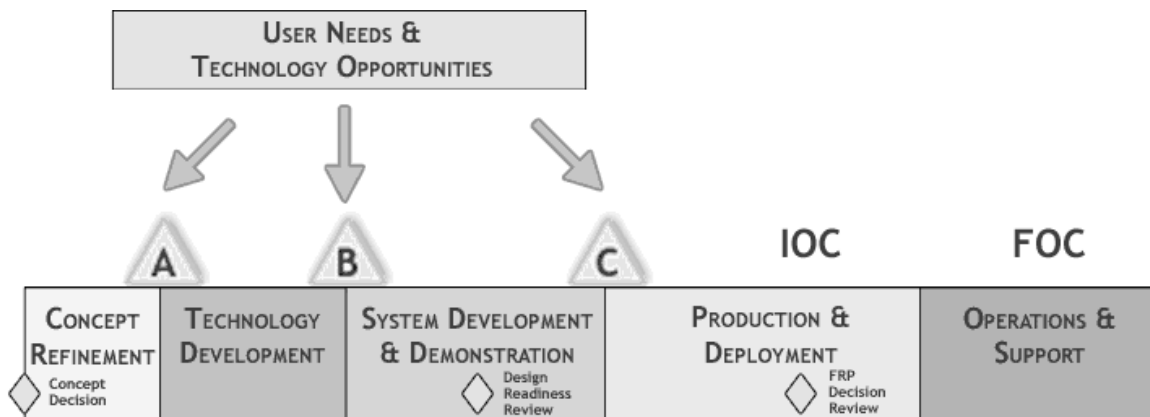 USER NEEDS &
TECHNOLOGY OPPORTUNITIES
A
B
C
IOC
FOC
CONCEPT
REFINEMENT
Concept
Decision
TECHNOLOGY
DEVELOPMENT
SYSTEM DEVELOPMENT
& DEMONSTRATION
Design
Readiness
Review
PRODUCTION &
DEPLOYMENT
FRP
Decision
Review
OPERATIONS &
SUPPORT